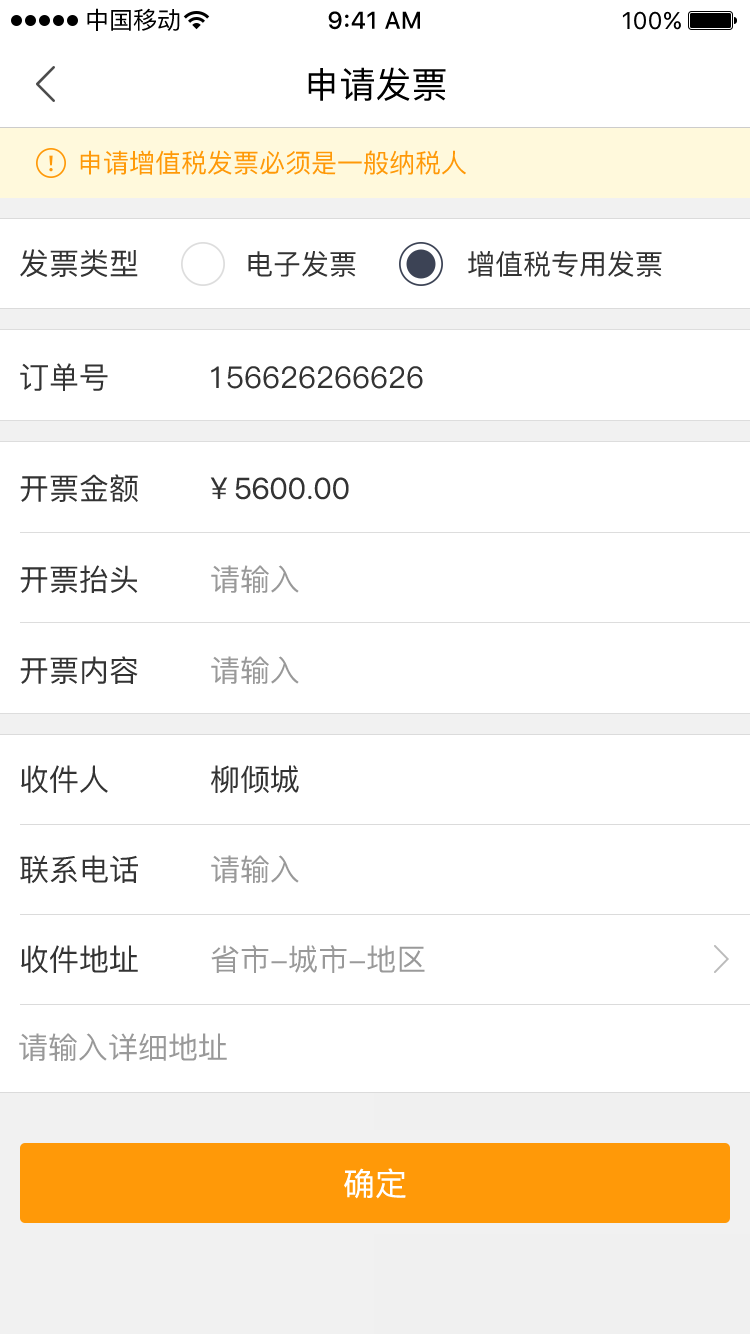 中国移动 9:41 AM 100%
申请发票
申请增值税发票必须是一般纳税人
发票类型 电子发票 增值税专用发票
订单号 156626266626
开票金额 ¥5600.00
开票抬头 请输入
开票内容 请输入
收件人 柳倾城
联系电话 请输入
收件地址 省市-城市-地区
请输入详细地址
确定